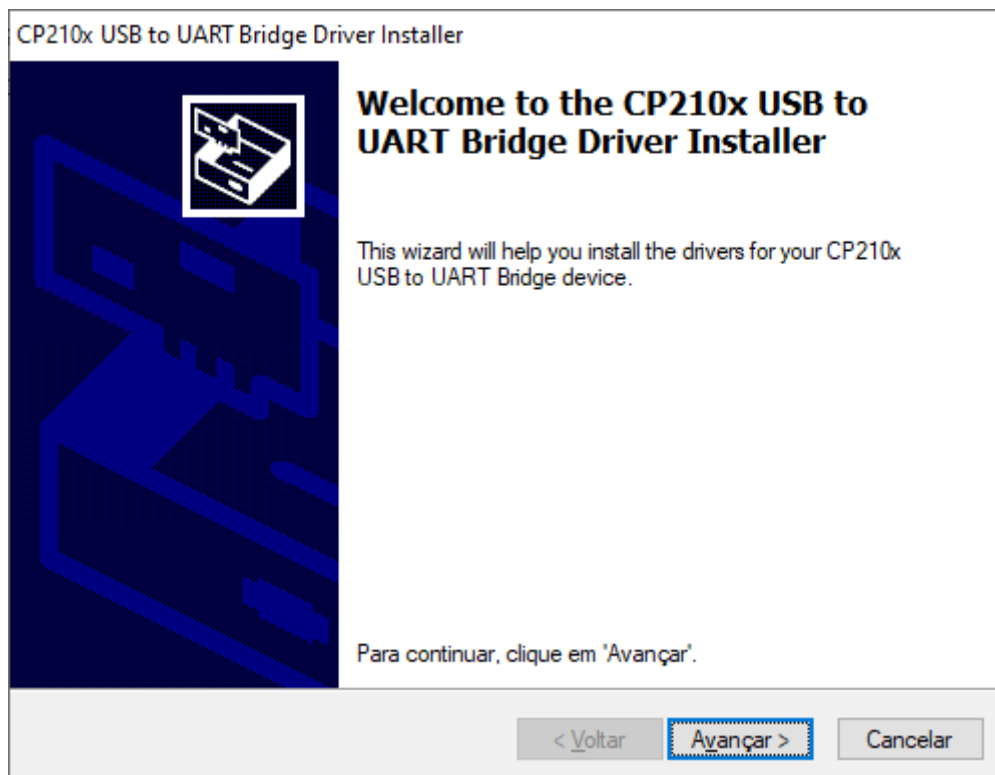 CP210x USB to UART Bridge Driver Installer
Welcome to the CP210x USB to
UART Bridge Driver Installer
This wizard will help you install the drivers for your CP210x
USB to UART Bridge device.
Para continuar, clique em 'Avançar'.
< Voltar
Avançar >
Cancelar